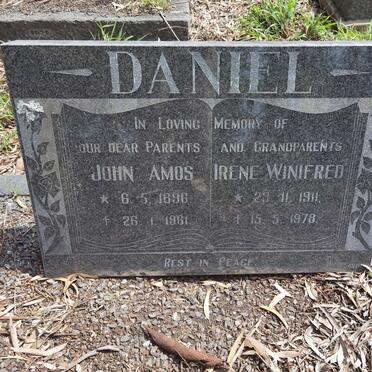 DANIEL
IN LOVING MEMORY OF
OUR DEAR PARENTS AND GRANDPARENTS
JOHN AMOS IRENE WINIFRED
* 6.5.1896 * 29.11.1911
† 26.1.1981 † 15.5.1978
REST IN PEACE